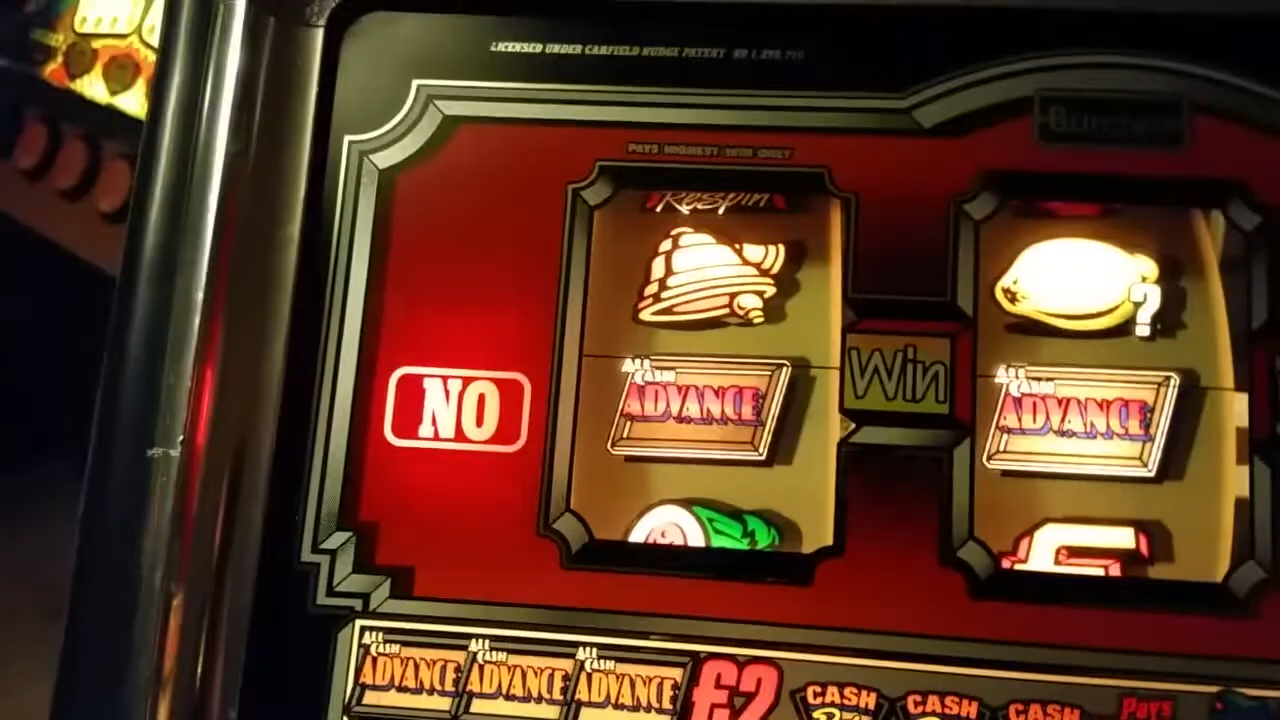 LICENSED UNDER CARFIELD NUDGE PATENT
PAYS HIGHEST WIN ONLY
Respin
?
NO
ALL CASH ADVANCE
Win
ALL CASH ADVANCE
£
ALL CASH ADVANCE
ALL CASH ADVANCE
ALL CASH ADVANCE
£2
CASH
CASH
CASH
PAYS